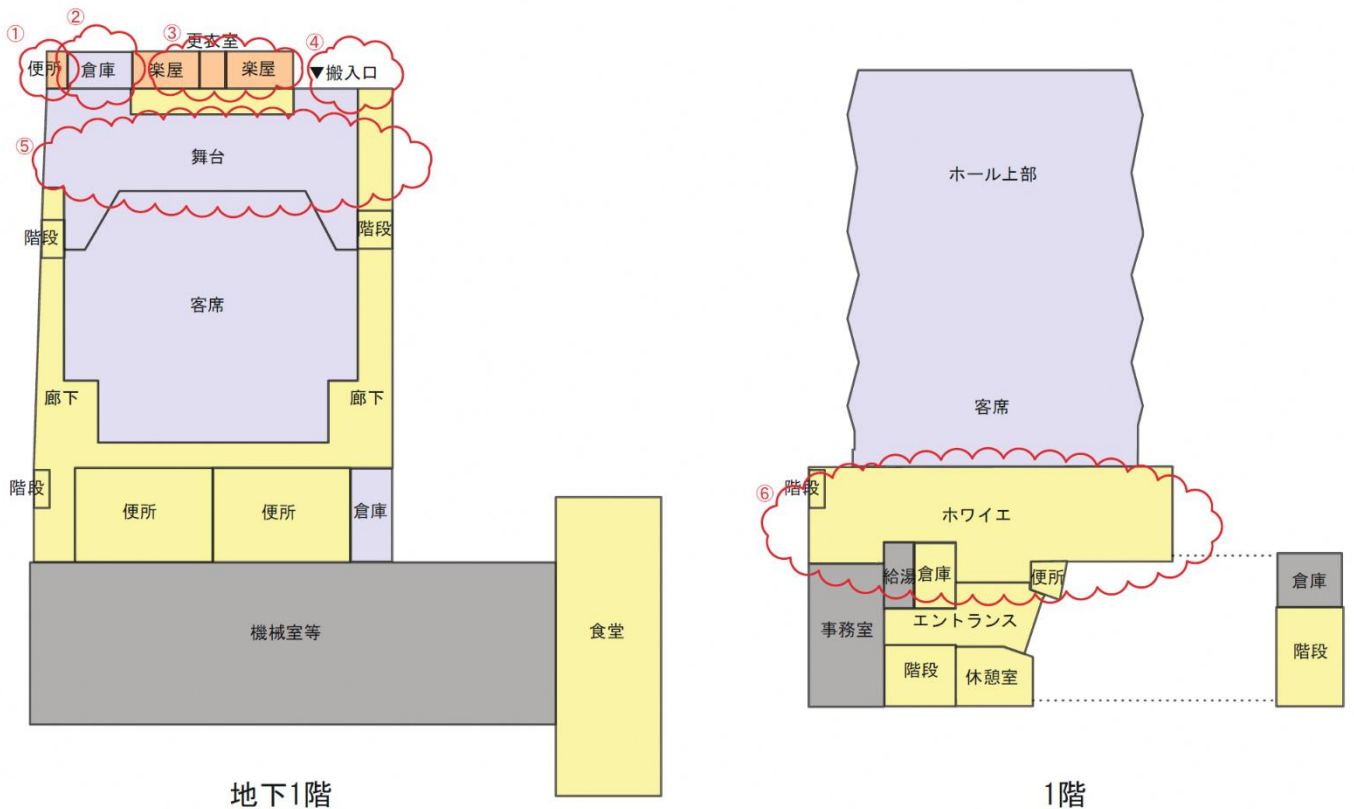 ①
②
③
④
更衣室
便所
倉庫
楽屋
楽屋
▼搬入口
⑤
舞台
階段
階段
客席
廊下
廊下
階段
便所
便所
倉庫
機械室等
食堂
地下1階
ホール上部
客席
⑥
階段
ホワイエ
給湯
倉庫
便所
倉庫
事務室
エントランス
階段
休憩室
階段
1階